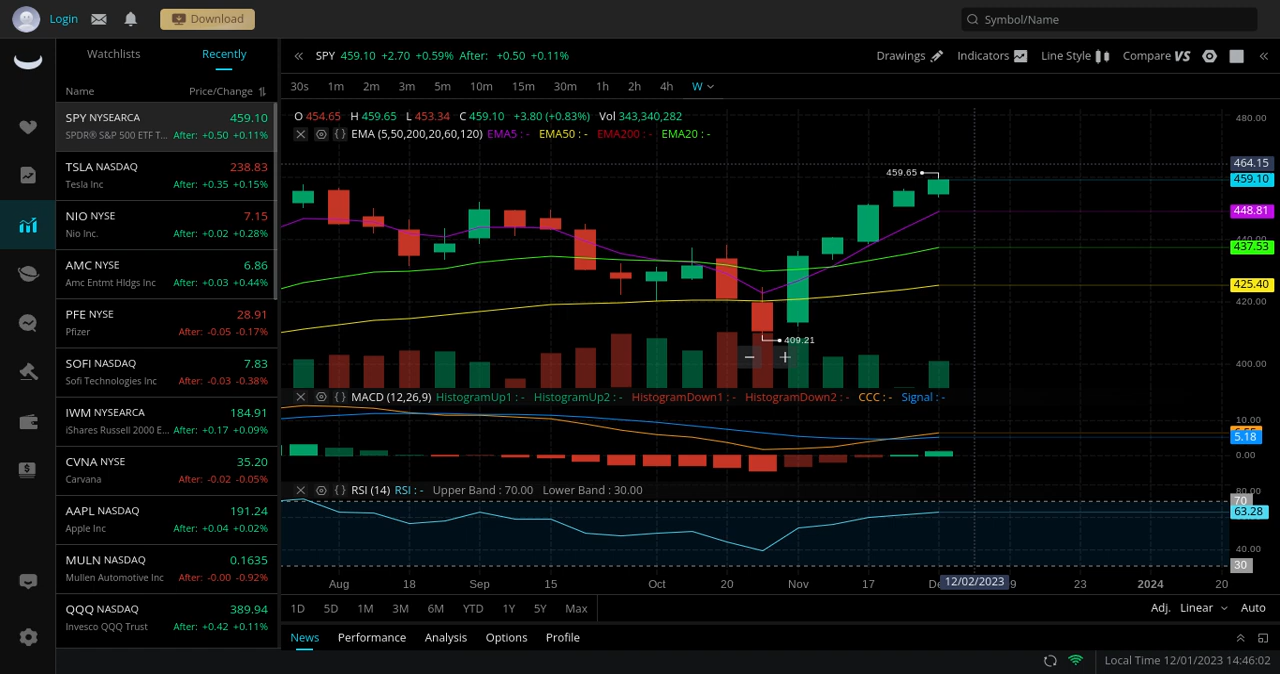 Login
Download
Symbol/Name
Watchlists
Recently
Name
Price/Change
SPY NYSEARCA 459.10
SPDR® S&P 500 ETF T... After: +0.50 +0.11%
TSLA NASDAQ 238.83
Tesla Inc After: +0.35 +0.15%
NIO NYSE 7.15
Nio Inc. After: +0.02 +0.28%
AMC NYSE 6.86
Amc Entmt Hldgs Inc After: +0.03 +0.44%
PFE NYSE 28.91
Pfizer After: -0.05 -0.17%
SOFI NASDAQ 7.83
Sofi Technologies Inc After: -0.03 -0.38%
IWM NYSEARCA 184.91
iShares Russell 2000 E... After: +0.17 +0.09%
CVNA NYSE 35.20
Carvana After: -0.02 -0.05%
AAPL NASDAQ 191.24
Apple Inc After: +0.04 +0.02%
MULN NASDAQ 0.1635
Mullen Automotive Inc After: -0.00 -0.92%
QQQ NASDAQ 389.94
Invesco QQQ Trust After: +0.42 +0.11%
SPY 459.10 +2.70 +0.59% After: +0.50 +0.11%
Drawings Indicators Line Style Compare VS
30s 1m 2m 3m 5m 10m 15m 30m 1h 2h 4h W
O 454.65 H 459.65 L 453.34 C 459.10 +3.80 (+0.83%) Vol 343,340,282
EMA (5,50,200,20,60,120) EMA5 : - EMA50 : - EMA200 : - EMA20 : -
480.00
464.15
459.65
459.10
448.81
437.53
425.40
420.00
409.21
− +
400.00
MACD (12,26,9) HistogramUp1 : - HistogramUp2 : - HistogramDown1 : - HistogramDown2 : - CCC : - Signal : -
10.00
5.18
0.00
RSI (14) RSI : - Upper Band : 70.00 Lower Band : 30.00
80.00
70
63.28
40.00
30
Aug 18 Sep 15 Oct 20 Nov 17 12/02/2023 23 2024 20
1D 5D 1M 3M 6M YTD 1Y 5Y Max
Adj. Linear Auto
News Performance Analysis Options Profile
Local Time 12/01/2023 14:46:02